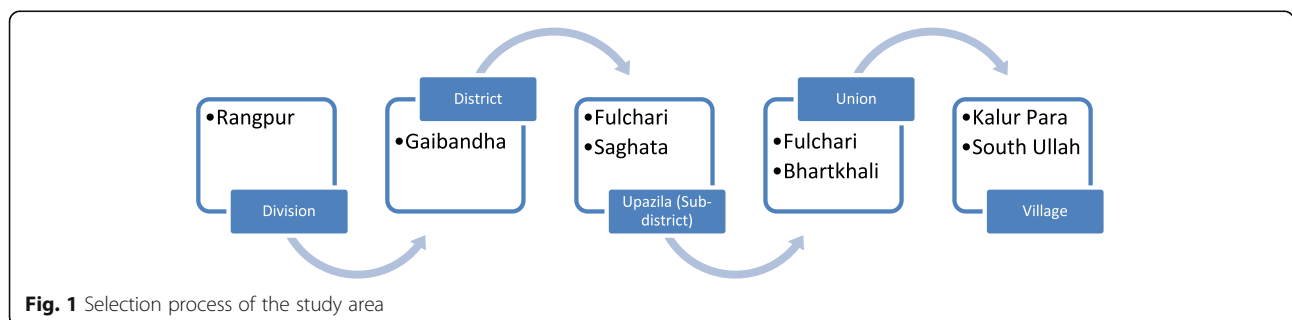 •Rangpur
Division
District
•Gaibandha
•Fulchari
•Saghata
Upazila (Sub-
district)
Union
•Fulchari
•Bhartkhali
•Kalur Para
•South Ullah
Village
Fig. 1 Selection process of the study area